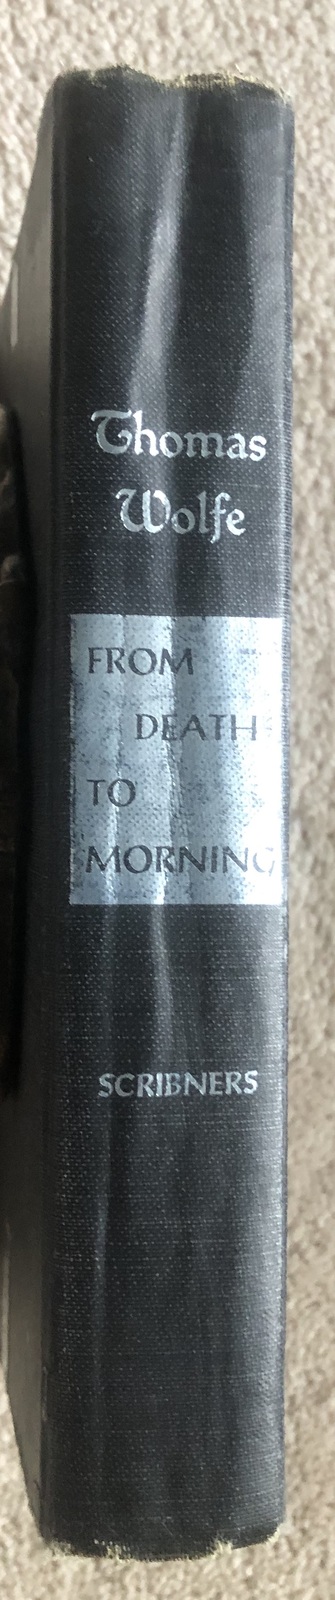 Thomas
Wolfe
FROM
DEATH
TO
MORNING
SCRIBNERS